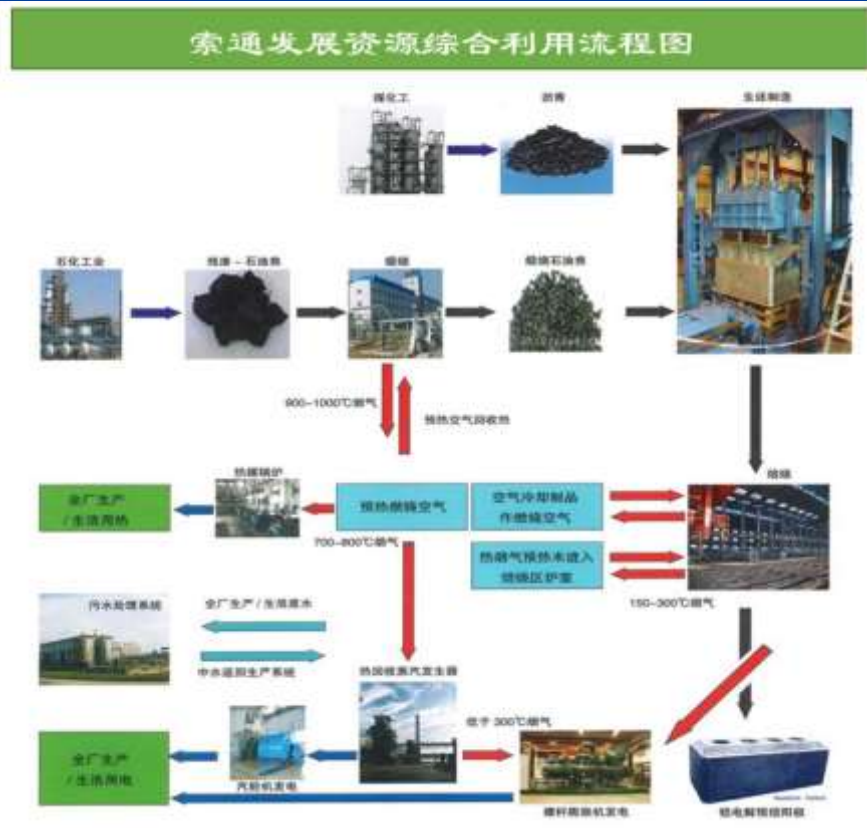 索通发展资源综合利用流程图
煤化工
沥青
生坯制造
石化工业
残渣－石油焦
煅烧
煅烧石油焦
900~1000℃烟气
预热空气回收热
焙烧
热媒锅炉
全厂生产
/生活用热
预热燃烧空气
空气冷却制品
作燃烧空气
700~800℃烟气
热烟气预热未进入
焙烧区炉室
150~300℃烟气
污水处理系统
全厂生产/生活废水
中水返回生产系统
热回收蒸汽发生器
低于300℃烟气
全厂生产
/生活用电
汽轮机发电
螺杆膨胀机发电
铝电解预焙阳极